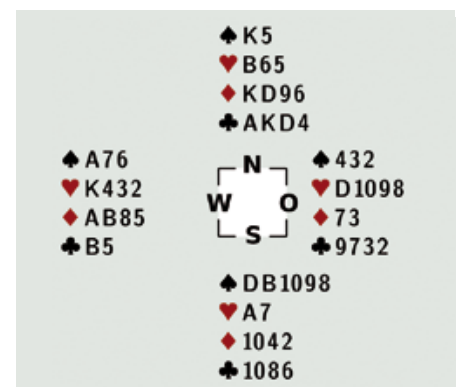 ♠ K5
♥ B65
♦ KD96
♣ AKD4
♠ A76
♥ K432
♦ AB85
♣ B5
N
W O
S
♠ 432
♥ D1098
♦ 73
♣ 9732
♠ DB1098
♥ A7
♦ 1042
♣ 1086